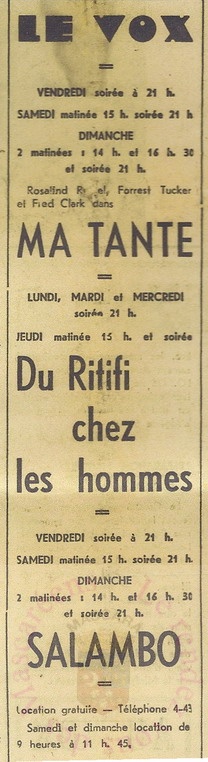 LE VOX
VENDREDI soirée à 21 h.
SAMEDI matinée 15 h. soirée 21 h
DIMANCHE
2 matinées : 14 h. et 16 h. 30
et soirée 21 h.
Rosalind R el, Forrest Tucker
et Fred Clark dans
MA TANTE
LUNDI, MARDI et MERCREDI
soirée 21 h.
JEUDI matinée 15 h. et soirée
Du Rififi
chez
les hommes
VENDREDI soirée à 21 h.
SAMEDI matinée 15 h. soirée 21 h.
DIMANCHE
2 matinées : 14 h. et 16 h. 30
et soirée 21 h.
SALAMBO
Location gratuite — Téléphone 4-43
Samedi et dimanche location de
9 heures à 11 h. 45.